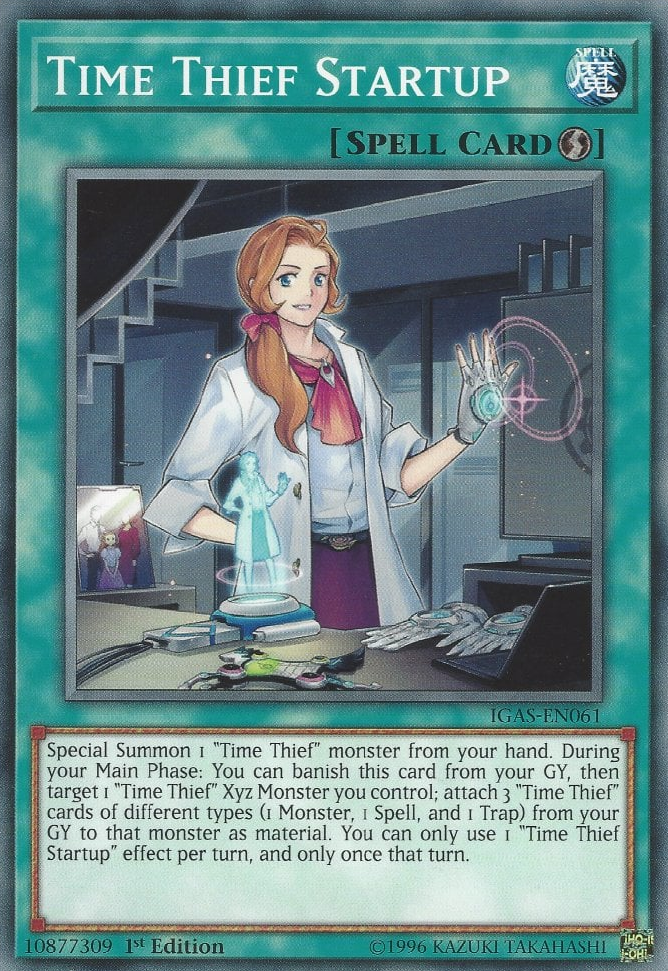 TIME THIEF STARTUP
SPELL
魔
[SPELL CARD]
IGAS-EN061
Special Summon 1 "Time Thief" monster from your hand. During
your Main Phase: You can banish this card from your GY, then
target 1 "Time Thief" Xyz Monster you control; attach 3 "Time Thief"
cards of different types (1 Monster, 1 Spell, and 1 Trap) from your
GY to that monster as material. You can only use 1 "Time Thief
Startup" effect per turn, and only once that turn.
10877309 1st Edition
©1996 KAZUKI TAKAHASHI